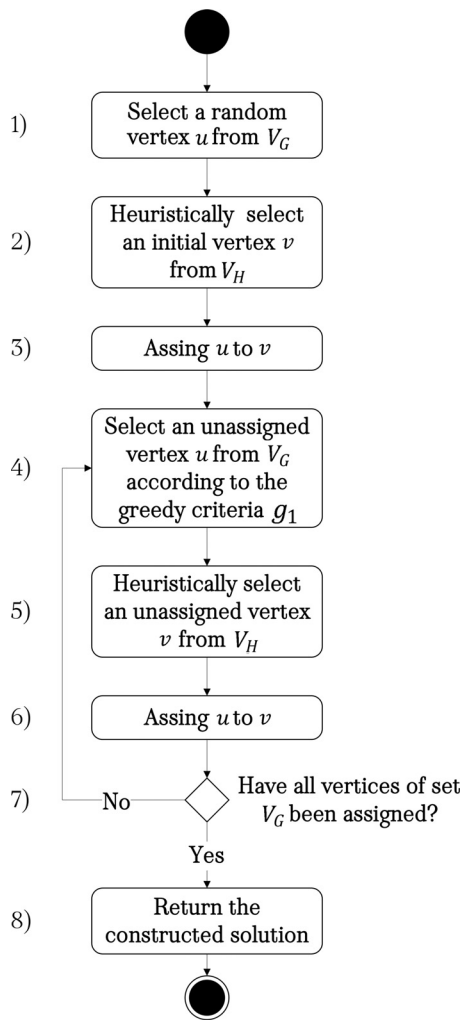 1)
Select a random
vertex u from V_G
2)
Heuristically select
an initial vertex v
from V_H
3)
Assing u to v
4)
Select an unassigned
vertex u from V_G
according to the
greedy criteria g_1
5)
Heuristically select
an unassigned vertex
v from V_H
6)
Assing u to v
7)
No
Have all vertices of set
V_G been assigned?
Yes
8)
Return the
constructed solution